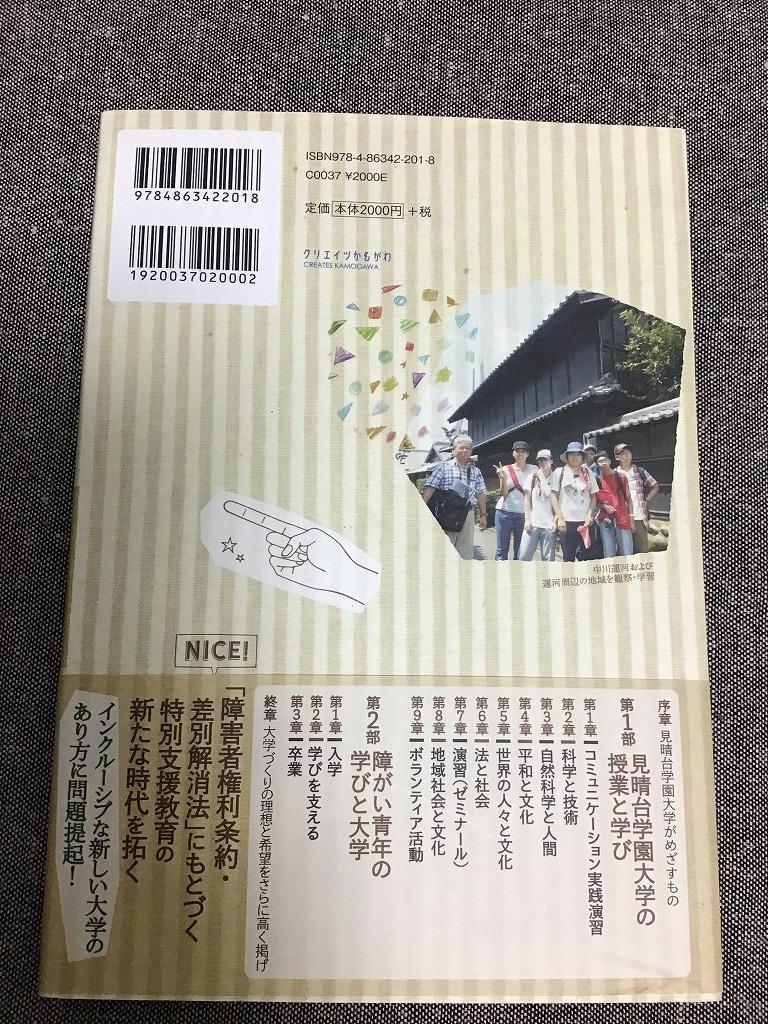 ISBN978-4-86342-201-8
C0037 ¥2000E
定価 本体2000円 +税
9784863422018
1920037020002
クリエイツかもがわ
CREATES KAMOGAWA
中川運河および
運河周辺の地域を観察・学習
NICE!
序章 見晴台学園大学がめざすもの
第1部 見晴台学園大学の
授業と学び
第1章 コミュニケーション実践演習
第2章 科学と技術
第3章 自然科学と人間
第4章 平和と文化
第5章 世界の人々と文化
第6章 法と社会
第7章 演習〈ゼミナール〉
第8章 地域社会と文化
第9章 ボランティア活動
第2部 障がい青年の
学びと大学
第1章 入学
第2章 学びを支える
第3章 卒業
終章 大学づくりの理想と希望をさらに高く掲げ
「障害者権利条約・
差別解消法」にもとづく
特別支援教育の
新たな時代を拓く
インクルーシブな新しい大学の
あり方に問題提起!